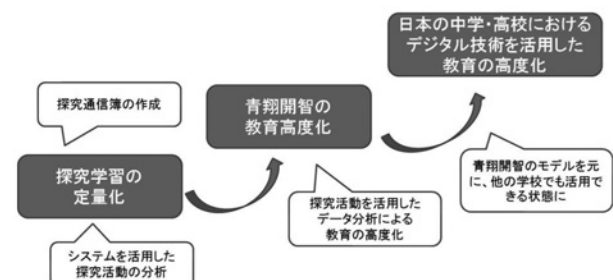 探究通信簿の作成
探究学習の
定量化
システムを活用した
探究活動の分析
青翔開智の
教育高度化
探究活動を活用した
データ分析による
教育の高度化
日本の中学・高校における
デジタル技術を活用した
教育の高度化
青翔開智のモデルを元
に、他の学校でも活用で
きる状態に